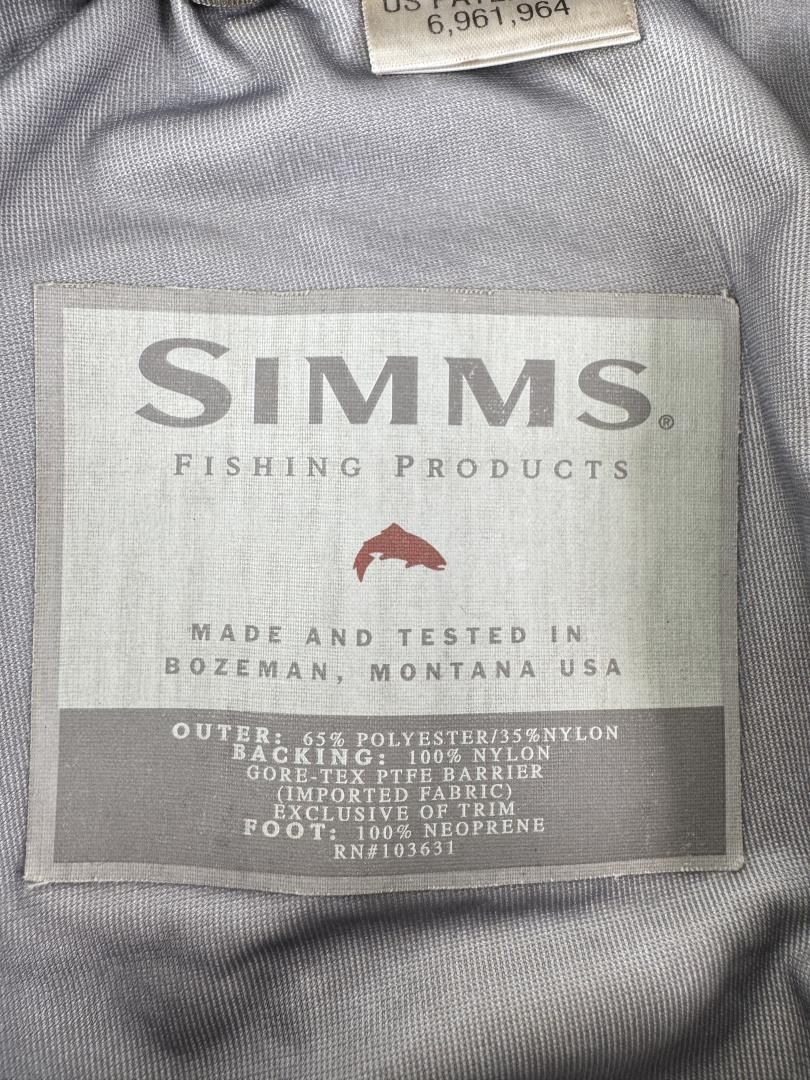 US
6,961,964
SIMMS®
FISHING PRODUCTS
MADE AND TESTED IN
BOZEMAN, MONTANA USA
OUTER: 65% POLYESTER/35%NYLON
BACKING: 100% NYLON
GORE-TEX PTFE BARRIER
(IMPORTED FABRIC)
EXCLUSIVE OF TRIM
FOOT: 100% NEOPRENE
RN#103631